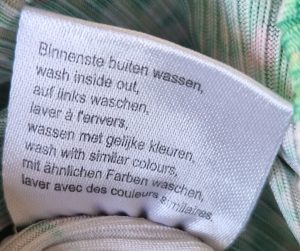 Binnenste buiten wassen,
wash inside out,
auf links waschen,
laver à l'envers,
wassen met gelijke kleuren,
wash with similar colours,
mit ähnlichen Farben waschen,
laver avec des couleurs similaires,